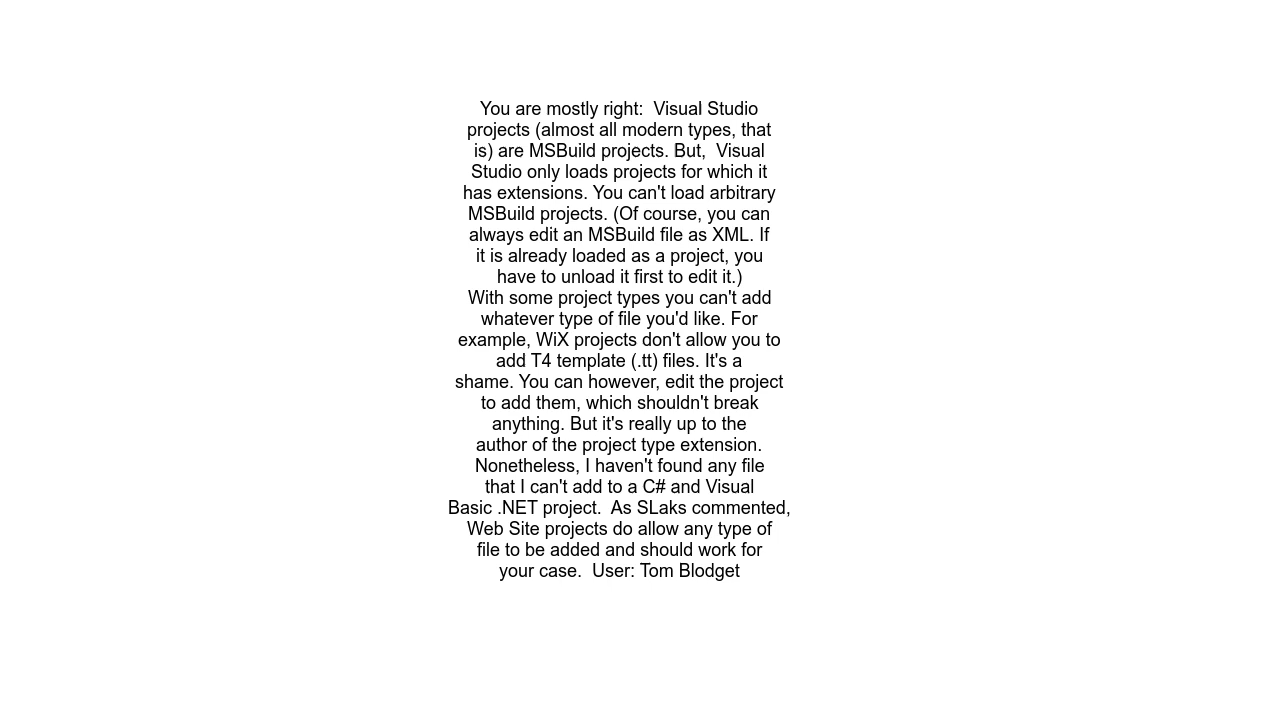 You are mostly right:  Visual Studio
projects (almost all modern types, that
is) are MSBuild projects. But,  Visual
Studio only loads projects for which it
has extensions. You can't load arbitrary
MSBuild projects. (Of course, you can
always edit an MSBuild file as XML. If
it is already loaded as a project, you
have to unload it first to edit it.)
With some project types you can't add
whatever type of file you'd like. For
example, WiX projects don't allow you to
add T4 template (.tt) files. It's a
shame. You can however, edit the project
to add them, which shouldn't break
anything. But it's really up to the
author of the project type extension.
Nonetheless, I haven't found any file
that I can't add to a C# and Visual
Basic .NET project.  As SLaks commented,
Web Site projects do allow any type of
file to be added and should work for
your case.  User: Tom Blodget